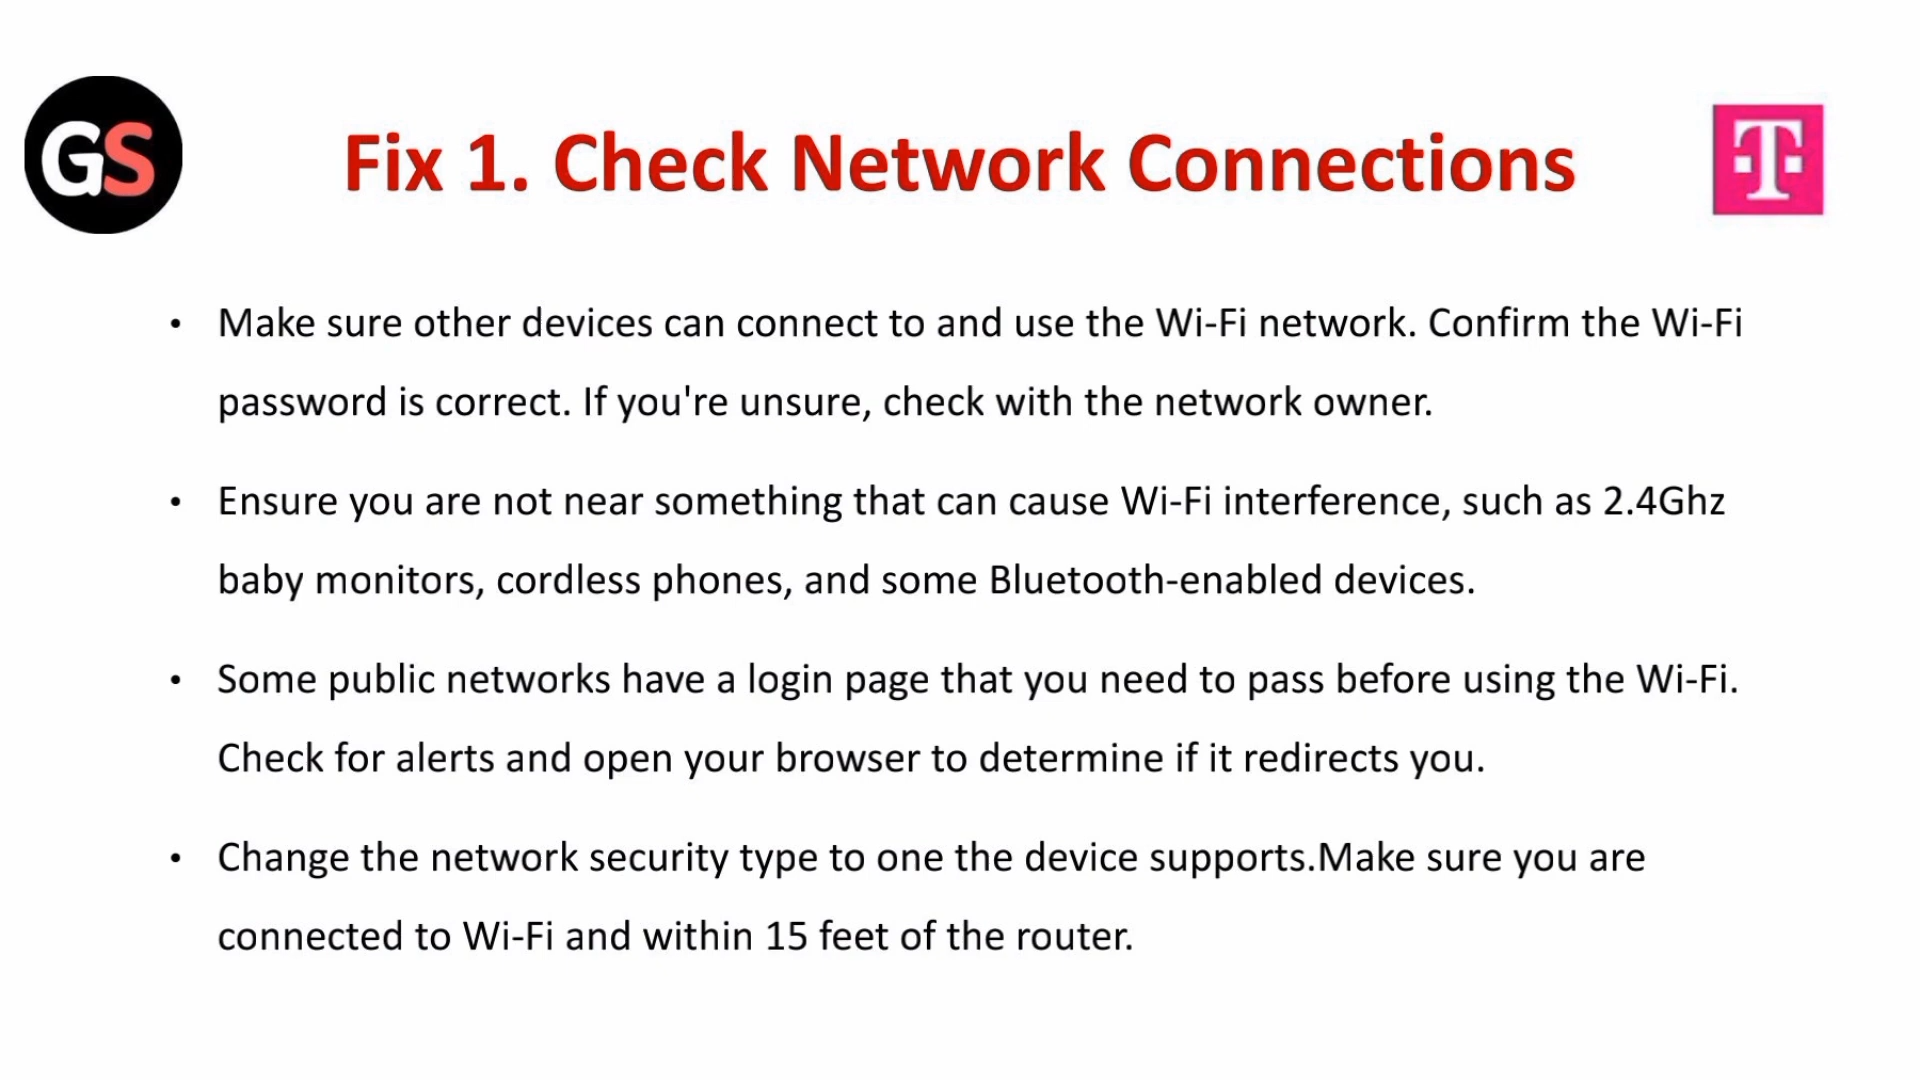 GS
Fix 1. Check Network Connections
T
• Make sure other devices can connect to and use the Wi-Fi network. Confirm the Wi-Fi
password is correct. If you're unsure, check with the network owner.
• Ensure you are not near something that can cause Wi-Fi interference, such as 2.4Ghz
baby monitors, cordless phones, and some Bluetooth-enabled devices.
• Some public networks have a login page that you need to pass before using the Wi-Fi.
Check for alerts and open your browser to determine if it redirects you.
• Change the network security type to one the device supports.Make sure you are
connected to Wi-Fi and within 15 feet of the router.